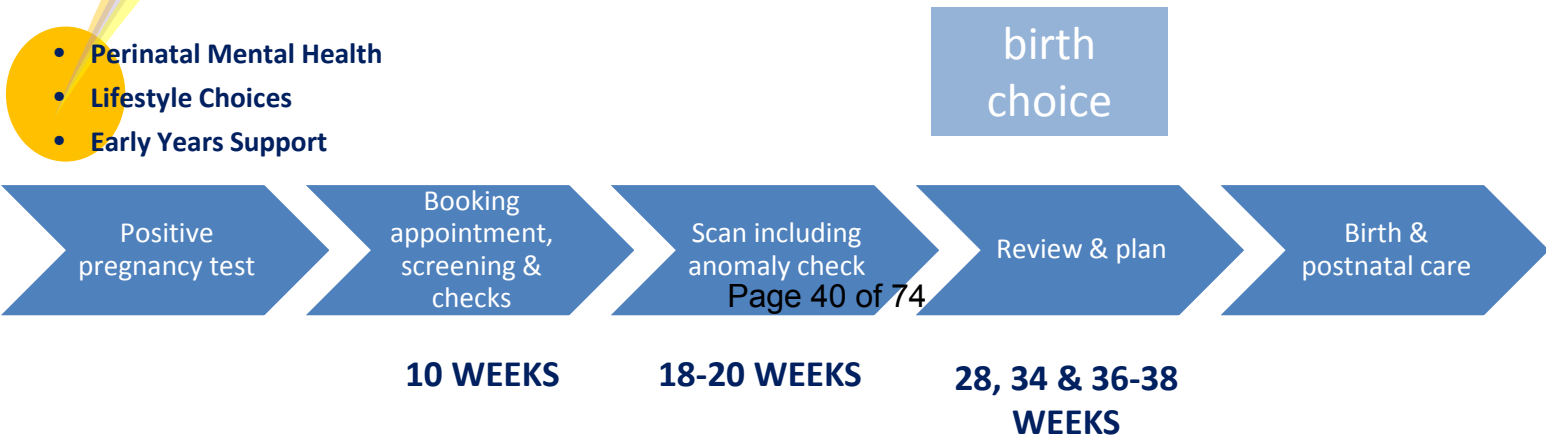 • Perinatal Mental Health
• Lifestyle Choices
• Early Years Support
birth
choice
Positive
pregnancy test
Booking
appointment,
screening &
checks
Scan including
anomaly check
Review & plan
Birth &
postnatal care
Page 40 of 74
10 WEEKS
18-20 WEEKS
28, 34 & 36-38
WEEKS